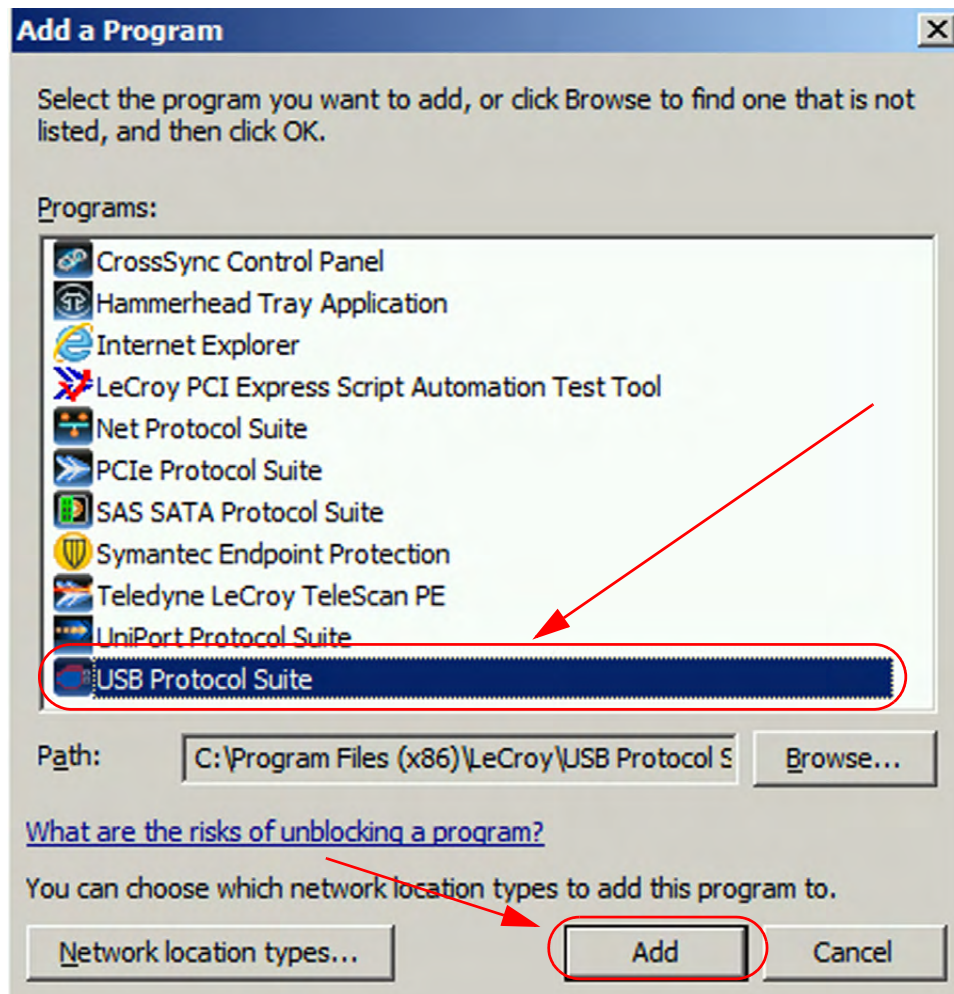 Add a Program
Select the program you want to add, or click Browse to find one that is not
listed, and then click OK.
Programs:
CrossSync Control Panel
Hammerhead Tray Application
Internet Explorer
LeCroy PCI Express Script Automation Test Tool
Net Protocol Suite
PCIe Protocol Suite
SAS SATA Protocol Suite
Symantec Endpoint Protection
Teledyne LeCroy TeleScan PE
UniPort Protocol Suite
USB Protocol Suite
Path: C:\Program Files (x86)\LeCroy\USB Protocol S Browse...
What are the risks of unblocking a program?
You can choose which network location types to add this program to.
Network location types... Add Cancel